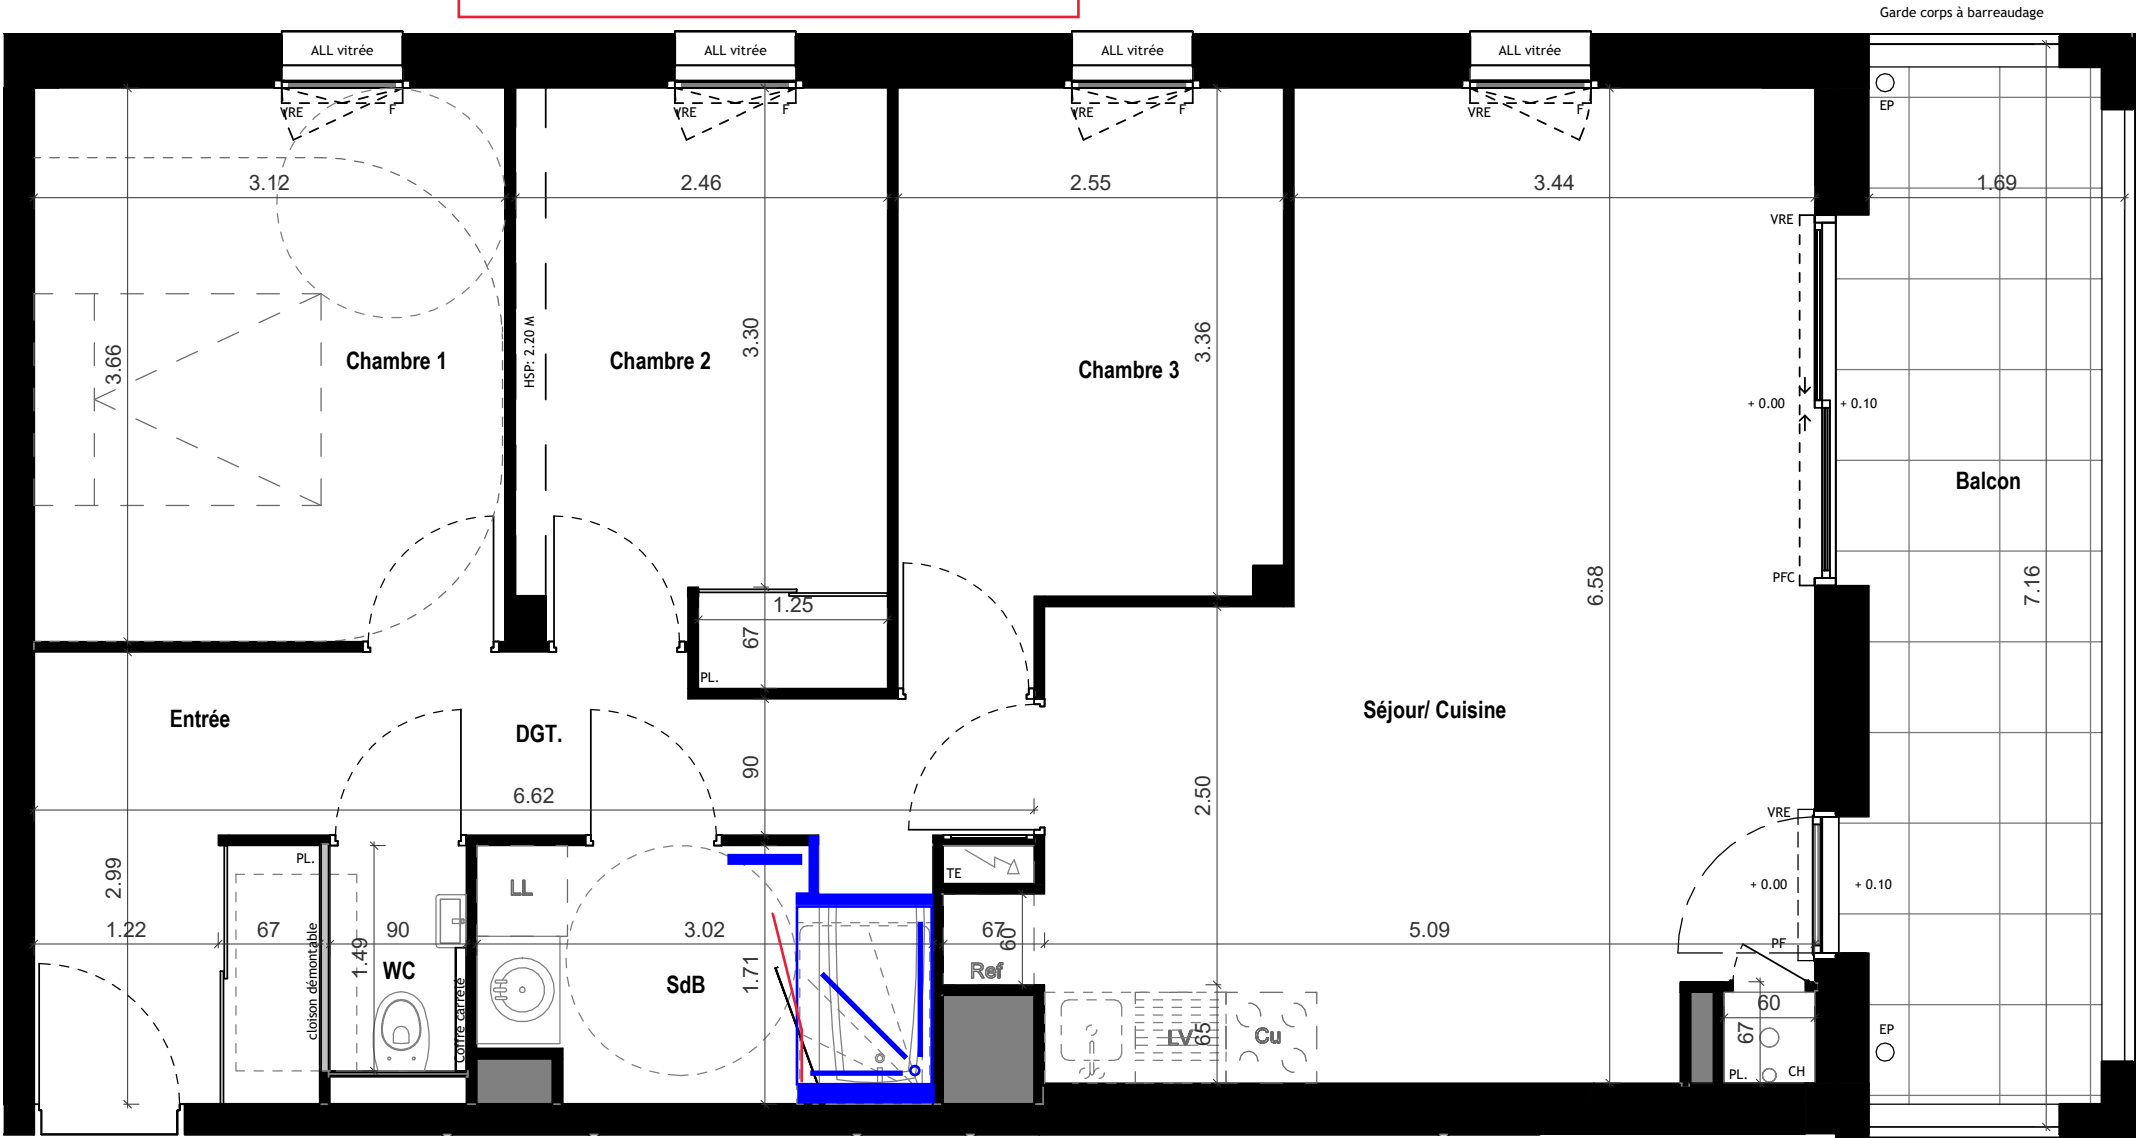 Garde corps à barreaudage
ALL vitrée
ALL vitrée
ALL vitrée
ALL vitrée
VRE
F
VRE
F
VRE
F
VRE
F
EP
3.12
2.46
2.55
3.44
1.69
VRE
HSP: 2.20 M
3.66
Chambre 1
Chambre 2
3.30
Chambre 3
3.36
+ 0.00
+ 0.10
Balcon
PFC
6.58
7.16
1.25
67
PL.
Entrée
DGT.
Séjour/ Cuisine
90
6.62
2.50
VRE
PL.
2.99
LL
TE
+ 0.00
+ 0.10
1.22
67
cloison démontable
90
1.49
WC
Coffre carrelé
3.02
SdB
1.71
67
60
Ref
5.09
PF
60
67
LV
65
Cu
PL.
CH
EP